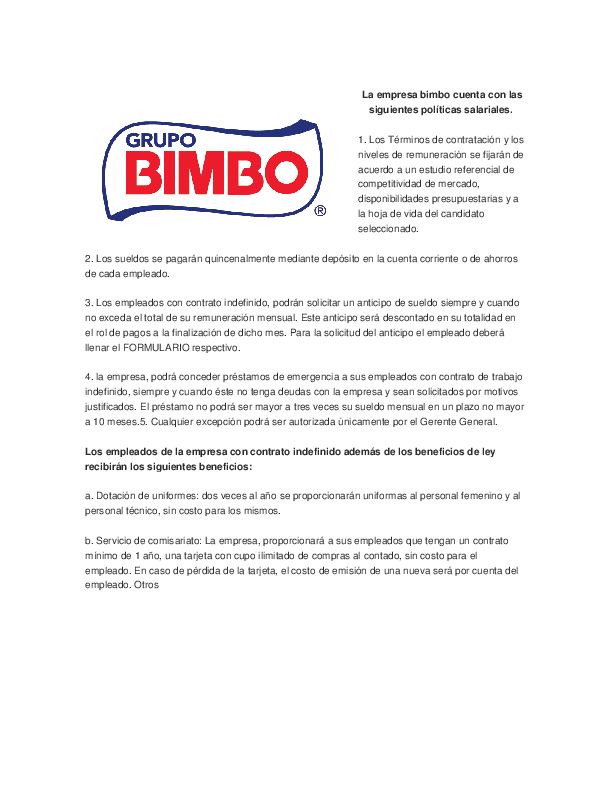 La empresa bimbo cuenta con las
siguientes políticas salariales.
GRUPO
BIMBO
®
1. Los Términos de contratación y los
niveles de remuneración se fijarán de
acuerdo a un estudio referencial de
competitividad de mercado,
disponibilidades presupuestarias y a
la hoja de vida del candidato
seleccionado.
2. Los sueldos se pagarán quincenalmente mediante depósito en la cuenta corriente o de ahorros
de cada empleado.
3. Los empleados con contrato indefinido, podrán solicitar un anticipo de sueldo siempre y cuando
no exceda el total de su remuneración mensual. Este anticipo será descontado en su totalidad en
el rol de pagos a la finalización de dicho mes. Para la solicitud del anticipo el empleado deberá
llenar el FORMULARIO respectivo.
4. la empresa, podrá conceder préstamos de emergencia a sus empleados con contrato de trabajo
indefinido, siempre y cuando éste no tenga deudas con la empresa y sean solicitados por motivos
justificados. El préstamo no podrá ser mayor a tres veces su sueldo mensual en un plazo no mayor
a 10 meses.5. Cualquier excepción podrá ser autorizada únicamente por el Gerente General.
Los empleados de la empresa con contrato indefinido además de los beneficios de ley
recibirán los siguientes beneficios:
a. Dotación de uniformes: dos veces al año se proporcionarán uniformas al personal femenino y al
personal técnico, sin costo para los mismos.
b. Servicio de comisariato: La empresa, proporcionará a sus empleados que tengan un contrato
mínimo de 1 año, una tarjeta con cupo ilimitado de compras al contado, sin costo para el
empleado. En caso de pérdida de la tarjeta, el costo de emisión de una nueva será por cuenta del
empleado. Otros